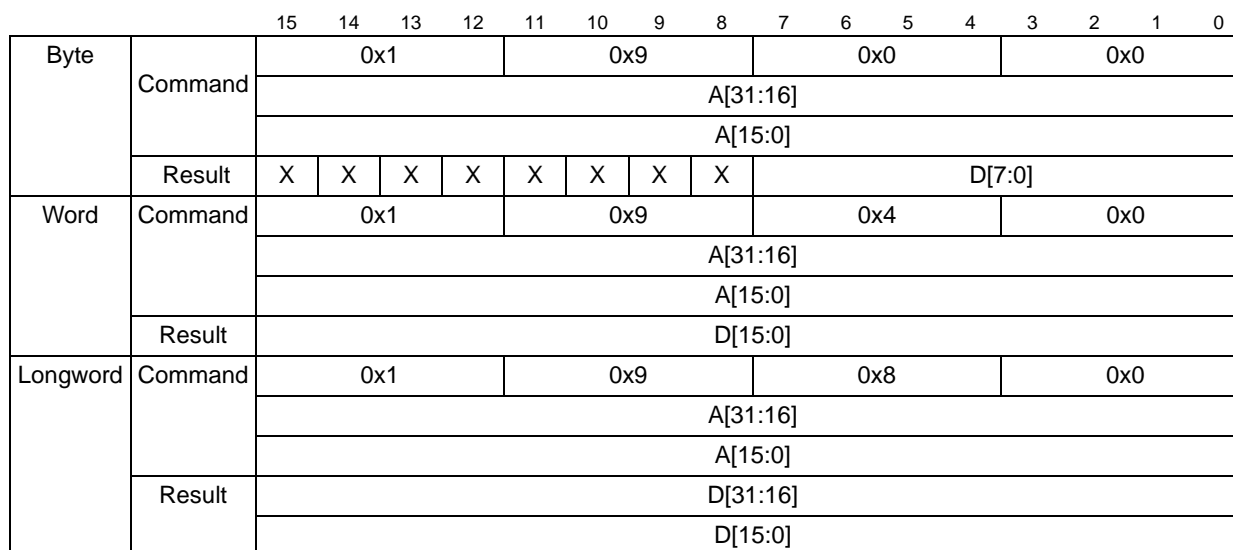 15 14 13 12 11 10 9 8 7 6 5 4 3 2 1 0
Byte Command 0x1 0x9 0x0 0x0
A[31:16]
A[15:0]
Result X X X X X X X X D[7:0]
Word Command 0x1 0x9 0x4 0x0
A[31:16]
A[15:0]
Result D[15:0]
Longword Command 0x1 0x9 0x8 0x0
A[31:16]
A[15:0]
Result D[31:16]
D[15:0]